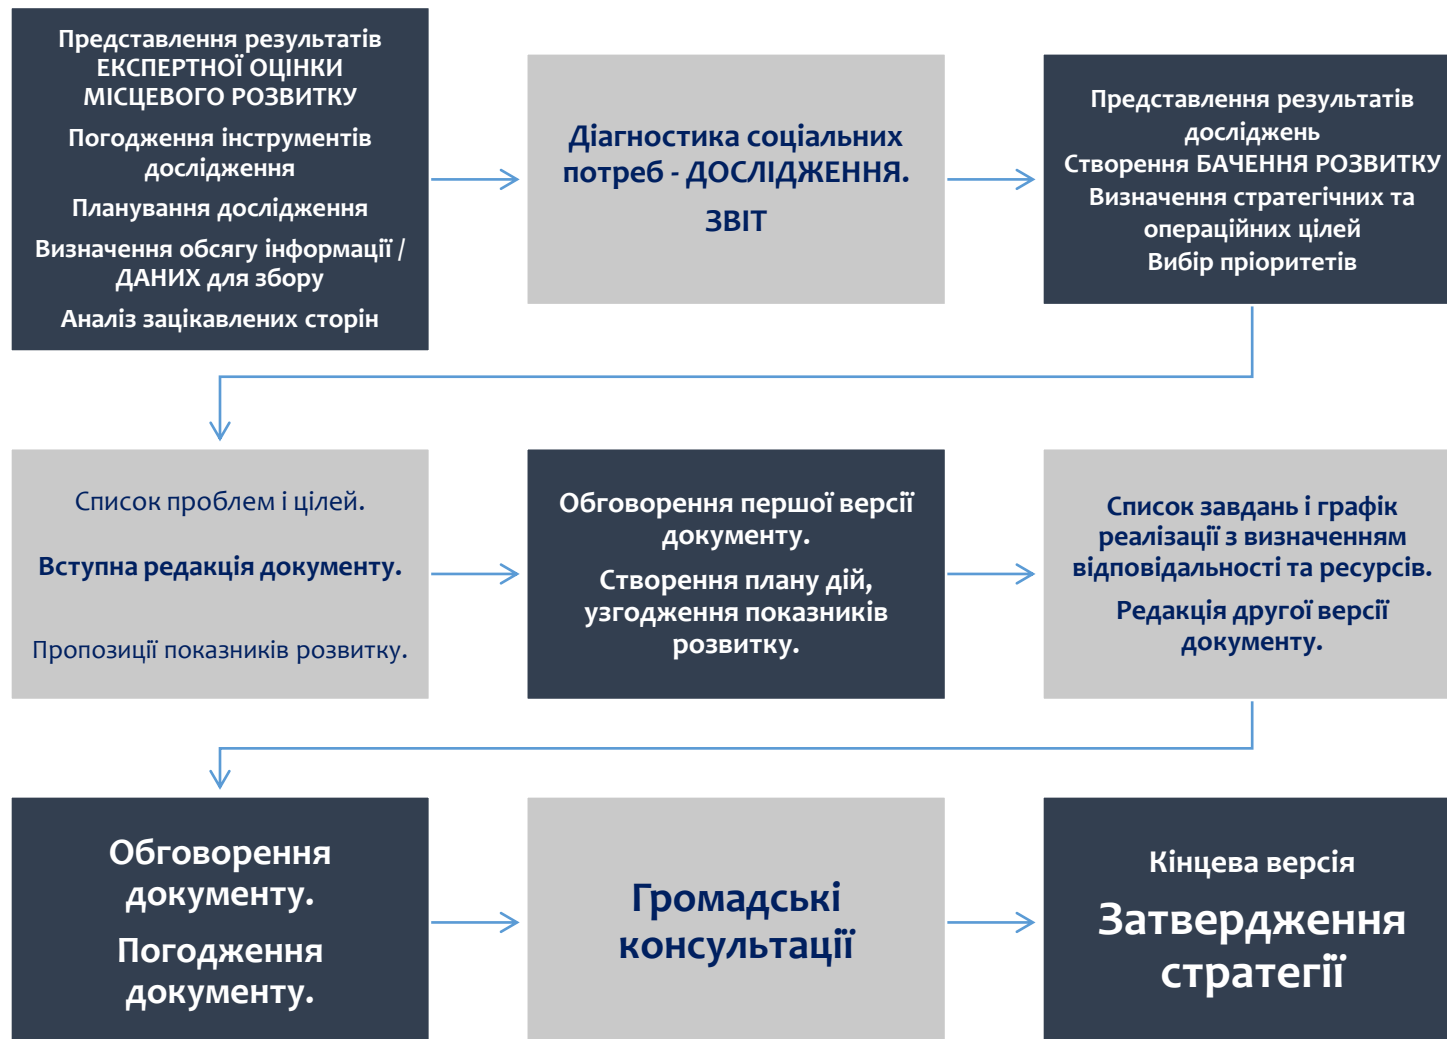 Представлення результатів
ЕКСПЕРТНОЇ ОЦІНКИ
МІСЦЕВОГО РОЗВИТКУ
Погодження інструментів
дослідження
Планування дослідження
Визначення обсягу інформації /
ДАНИХ для збору
Аналіз зацікавлених сторін
Діагностика соціальних
потреб - ДОСЛІДЖЕННЯ.
ЗВІТ
Представлення результатів
досліджень
Створення БАЧЕННЯ РОЗВИТКУ
Визначення стратегічних та
операційних цілей
Вибір пріоритетів
Список проблем і цілей.
Вступна редакція документу.
Пропозиції показників розвитку.
Обговорення першої версії
документу.
Створення плану дій,
узгодження показників
розвитку.
Список завдань і графік
реалізації з визначенням
відповідальності та ресурсів.
Редакція другої версії
документу.
Обговорення
документу.
Погодження
документу.
Громадські
консультації
Кінцева версія
Затвердження
стратегії